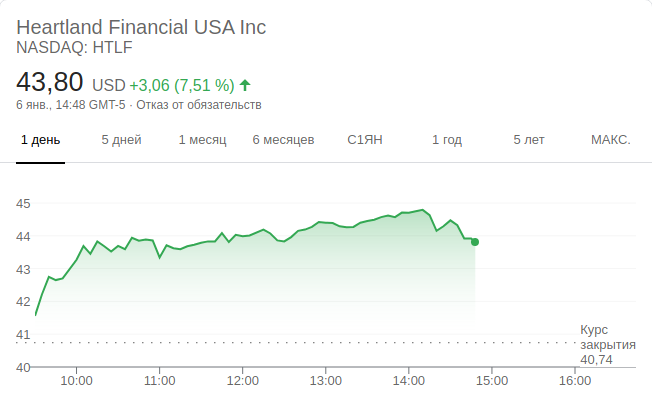 Heartland Financial USA Inc
NASDAQ: HTLF
43,80 USD +3,06 (7,51 %)
6 янв., 14:48 GMT-5 · Отказ от обязательств
1 день 5 дней 1 месяц 6 месяцев С1ЯН 1 год 5 лет МАКС.
45
44
43
42
41
Курс
закрытия
40,74
40
10:00 11:00 12:00 13:00 14:00 15:00 16:00